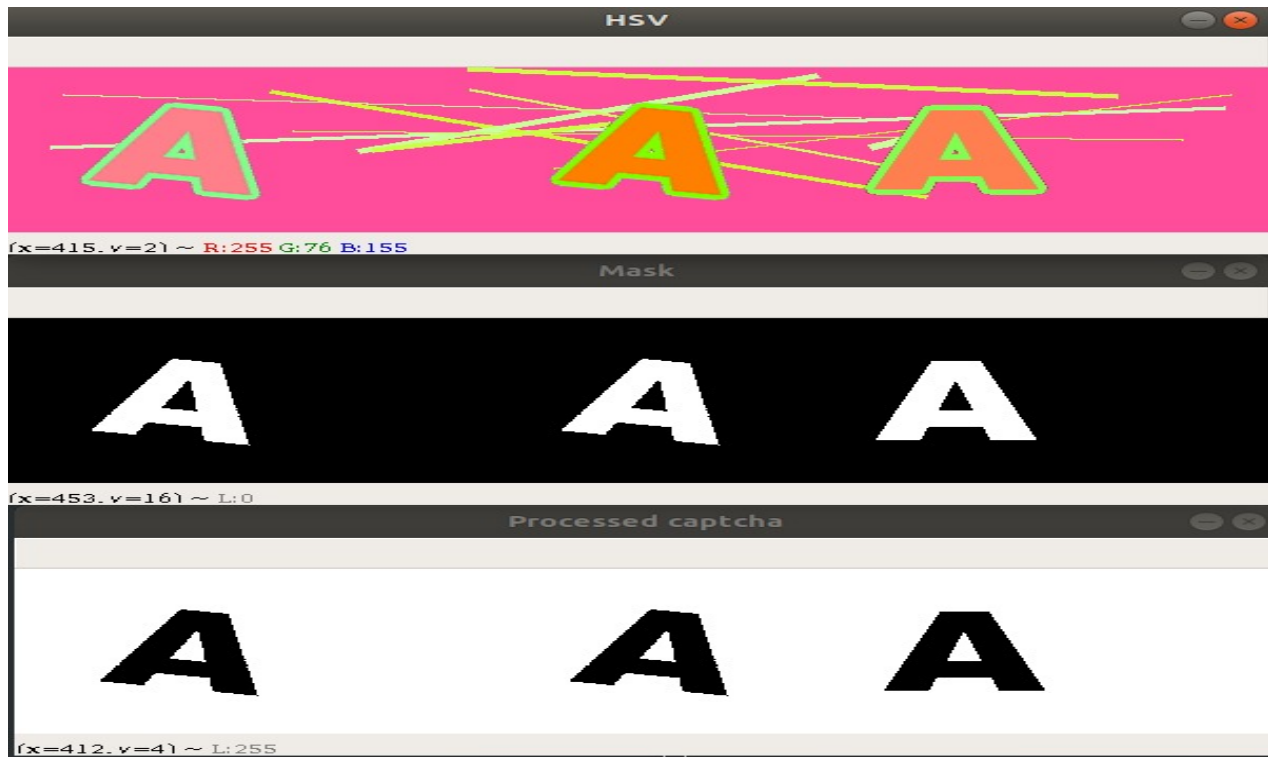 HSV
A A A
(x=415, y=2) ~ R:255 G:76 B:155
Mask
A A A
(x=453, y=16) ~ L:0
Processed captcha
A A A
(x=412, y=4) ~ L:255